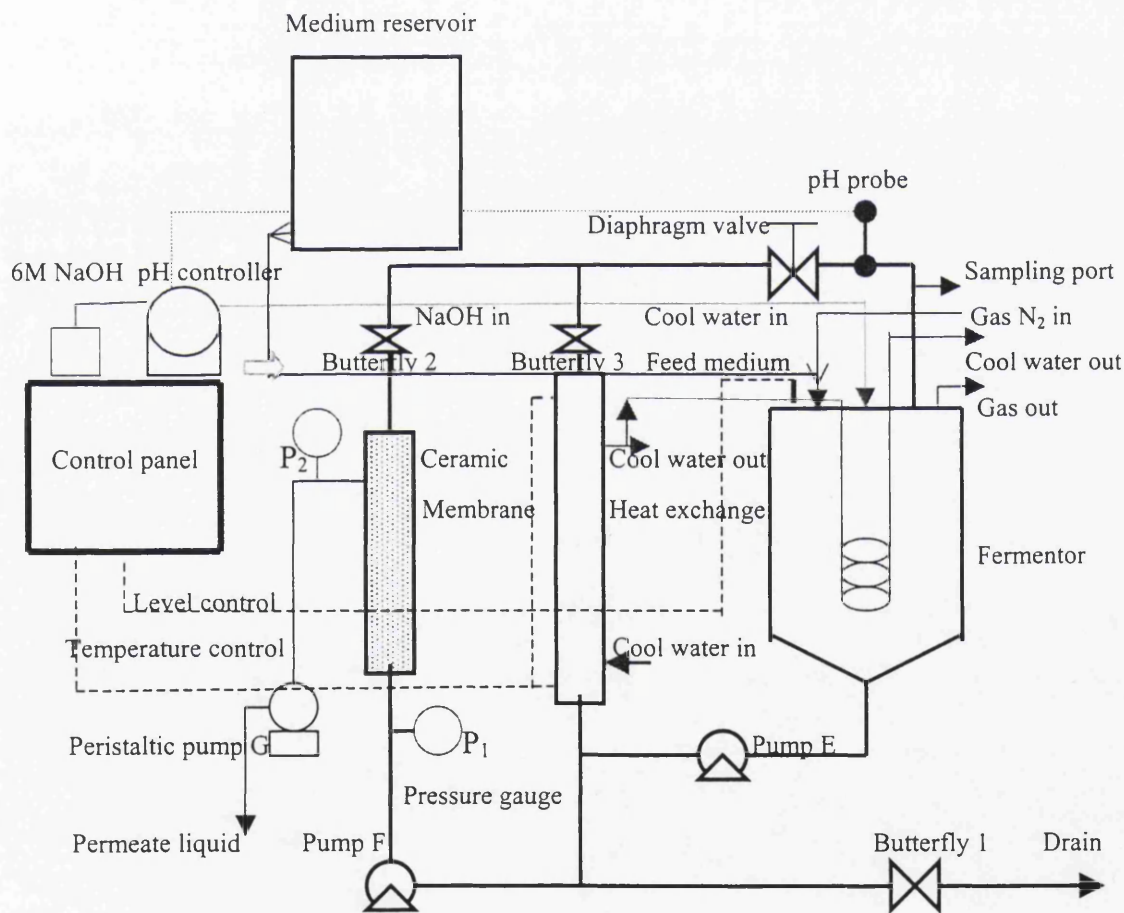 Medium reservoir
pH probe
Diaphragm valve
6M NaOH pH controller
Sampling port
NaOH in
Cool water in
Gas N₂ in
Butterfly 2
Butterfly 3
Feed medium
Cool water out
Gas out
P₂
Control panel
Ceramic
Membrane
Cool water out
Heat exchange
Fermentor
Level control
Temperature control
Cool water in
Peristaltic pump G
P₁
Pump E
Pressure gauge
Permeate liquid
Pump F
Butterfly 1
Drain